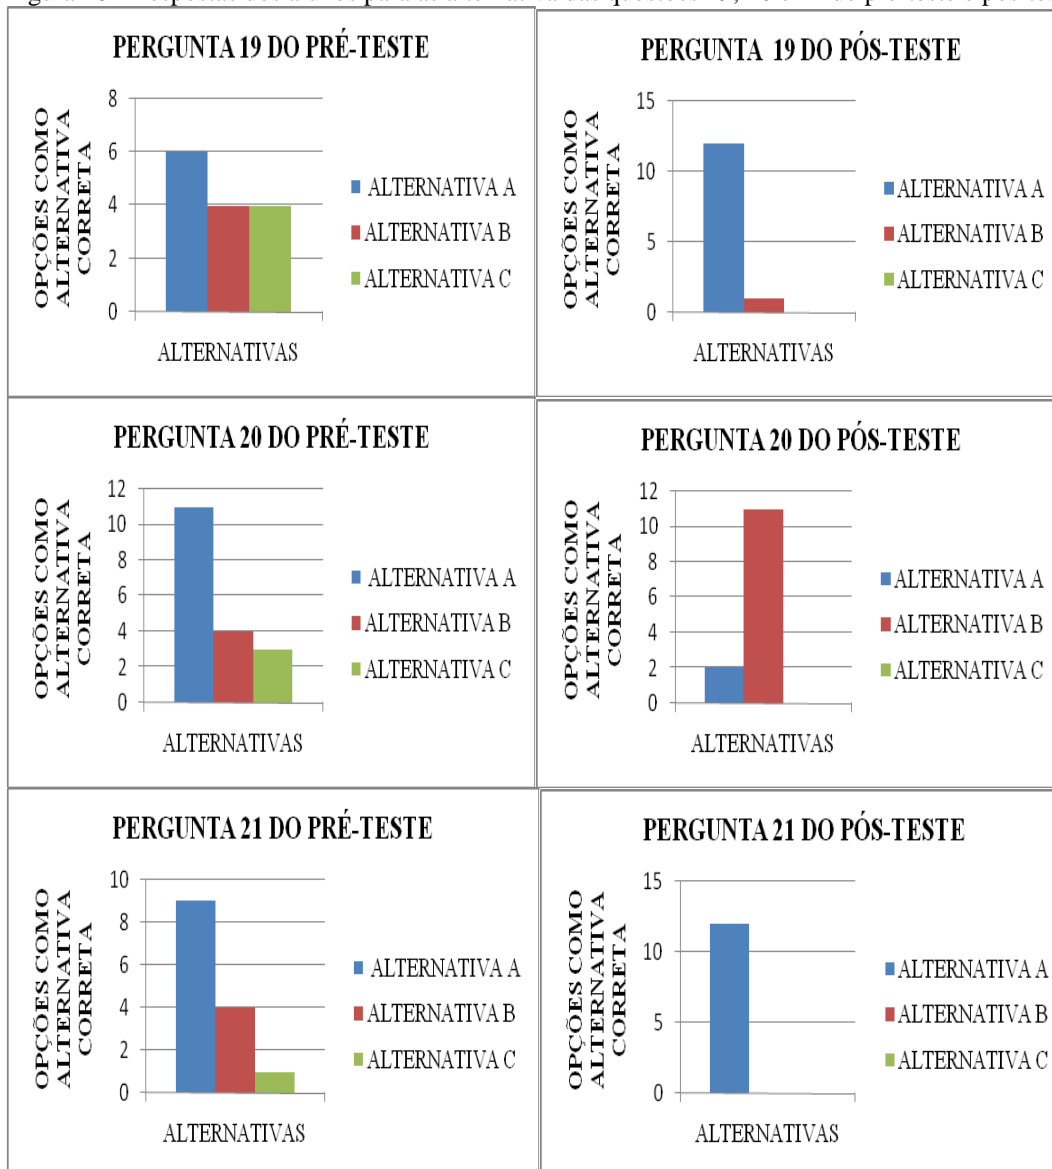 PERGUNTA 19 DO PRÉ-TESTE
OPÇÕES COMO
ALTERNATIVA
CORRETA
8
6
4
2
0
ALTERNATIVAS
ALTERNATIVA A
ALTERNATIVA B
ALTERNATIVA C
PERGUNTA 19 DO PÓS-TESTE
OPÇÕES COMO
ALTERNATIVA
CORRETA
15
10
5
0
ALTERNATIVAS
ALTERNATIVA A
ALTERNATIVA B
ALTERNATIVA C
PERGUNTA 20 DO PRÉ-TESTE
OPÇÕES COMO
ALTERNATIVA
CORRETA
12
10
8
6
4
2
0
ALTERNATIVAS
ALTERNATIVA A
ALTERNATIVA B
ALTERNATIVA C
PERGUNTA 20 DO PÓS-TESTE
OPÇÕES COMO
ALTERNATIVA
CORRETA
12
10
8
6
4
2
0
ALTERNATIVAS
ALTERNATIVA A
ALTERNATIVA B
ALTERNATIVA C
PERGUNTA 21 DO PRÉ-TESTE
OPÇÕES COMO
ALTERNATIVA
CORRETA
10
8
6
4
2
0
ALTERNATIVAS
ALTERNATIVA A
ALTERNATIVA B
ALTERNATIVA C
PERGUNTA 21 DO PÓS-TESTE
OPÇÕES COMO
ALTERNATIVA
CORRETA
15
10
5
0
ALTERNATIVAS
ALTERNATIVA A
ALTERNATIVA B
ALTERNATIVA C